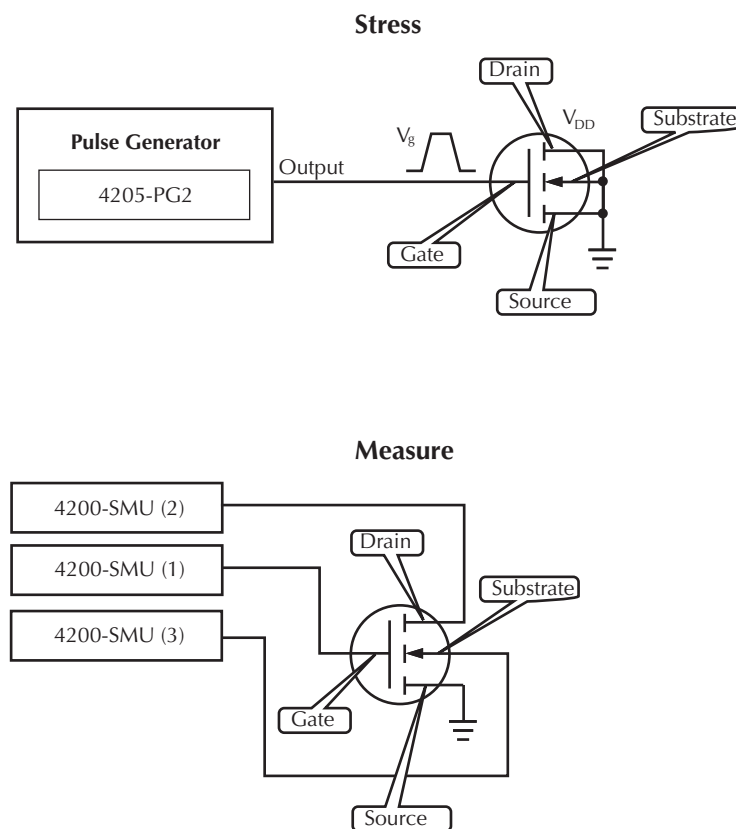 Stress
Drain
Pulse Generator
V_g
V_DD
Substrate
Output
4205-PG2
Gate
Source
Measure
4200-SMU (2)
Drain
4200-SMU (1)
Substrate
4200-SMU (3)
Gate
Source